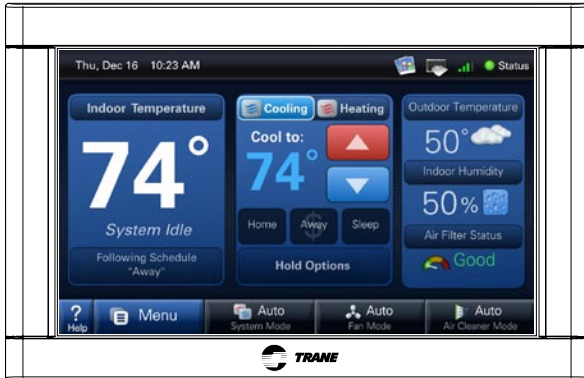 Thu, Dec 16 10:23 AM
Status
Indoor Temperature
74°
System Idle
Following Schedule
"Away"
Cooling
Heating
Cool to:
74°
Home
Away
Sleep
Hold Options
Outdoor Temperature
50°
Indoor Humidity
50%
Air Filter Status
Good
?
Help
Menu
Auto
System Mode
Auto
Fan Mode
Auto
Air Cleaner Mode
TRANE